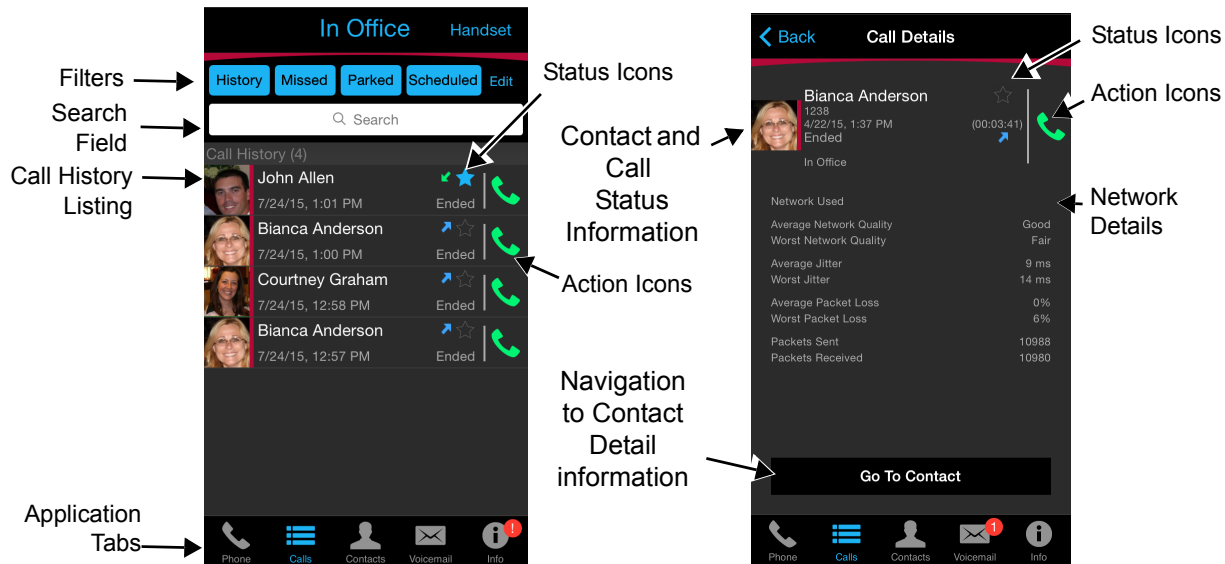 In Office
Handset
Filters
History
Missed
Parked
Scheduled
Edit
Search
Field
Search
Call History (4)
Call History
Listing
John Allen
7/24/15, 1:01 PM
Ended
Bianca Anderson
7/24/15, 1:00 PM
Ended
Courtney Graham
7/24/15, 12:58 PM
Ended
Bianca Anderson
7/24/15, 12:57 PM
Ended
Status Icons
Action Icons
Application
Tabs
Phone
Calls
Contacts
Voicemail
Info
!
Back
Call Details
Status Icons
Action Icons
Contact and
Call
Status
Information
Bianca Anderson
1238
4/22/15, 1:37 PM
(00:03:41)
Ended
In Office
Network
Details
Network Used
Average Network Quality Good
Worst Network Quality Fair
Average Jitter 9 ms
Worst Jitter 14 ms
Average Packet Loss 0%
Worst Packet Loss 6%
Packets Sent 10988
Packets Received 10980
Navigation
to Contact
Detail
information
Go To Contact
Phone
Calls
Contacts
Voicemail
1
Info